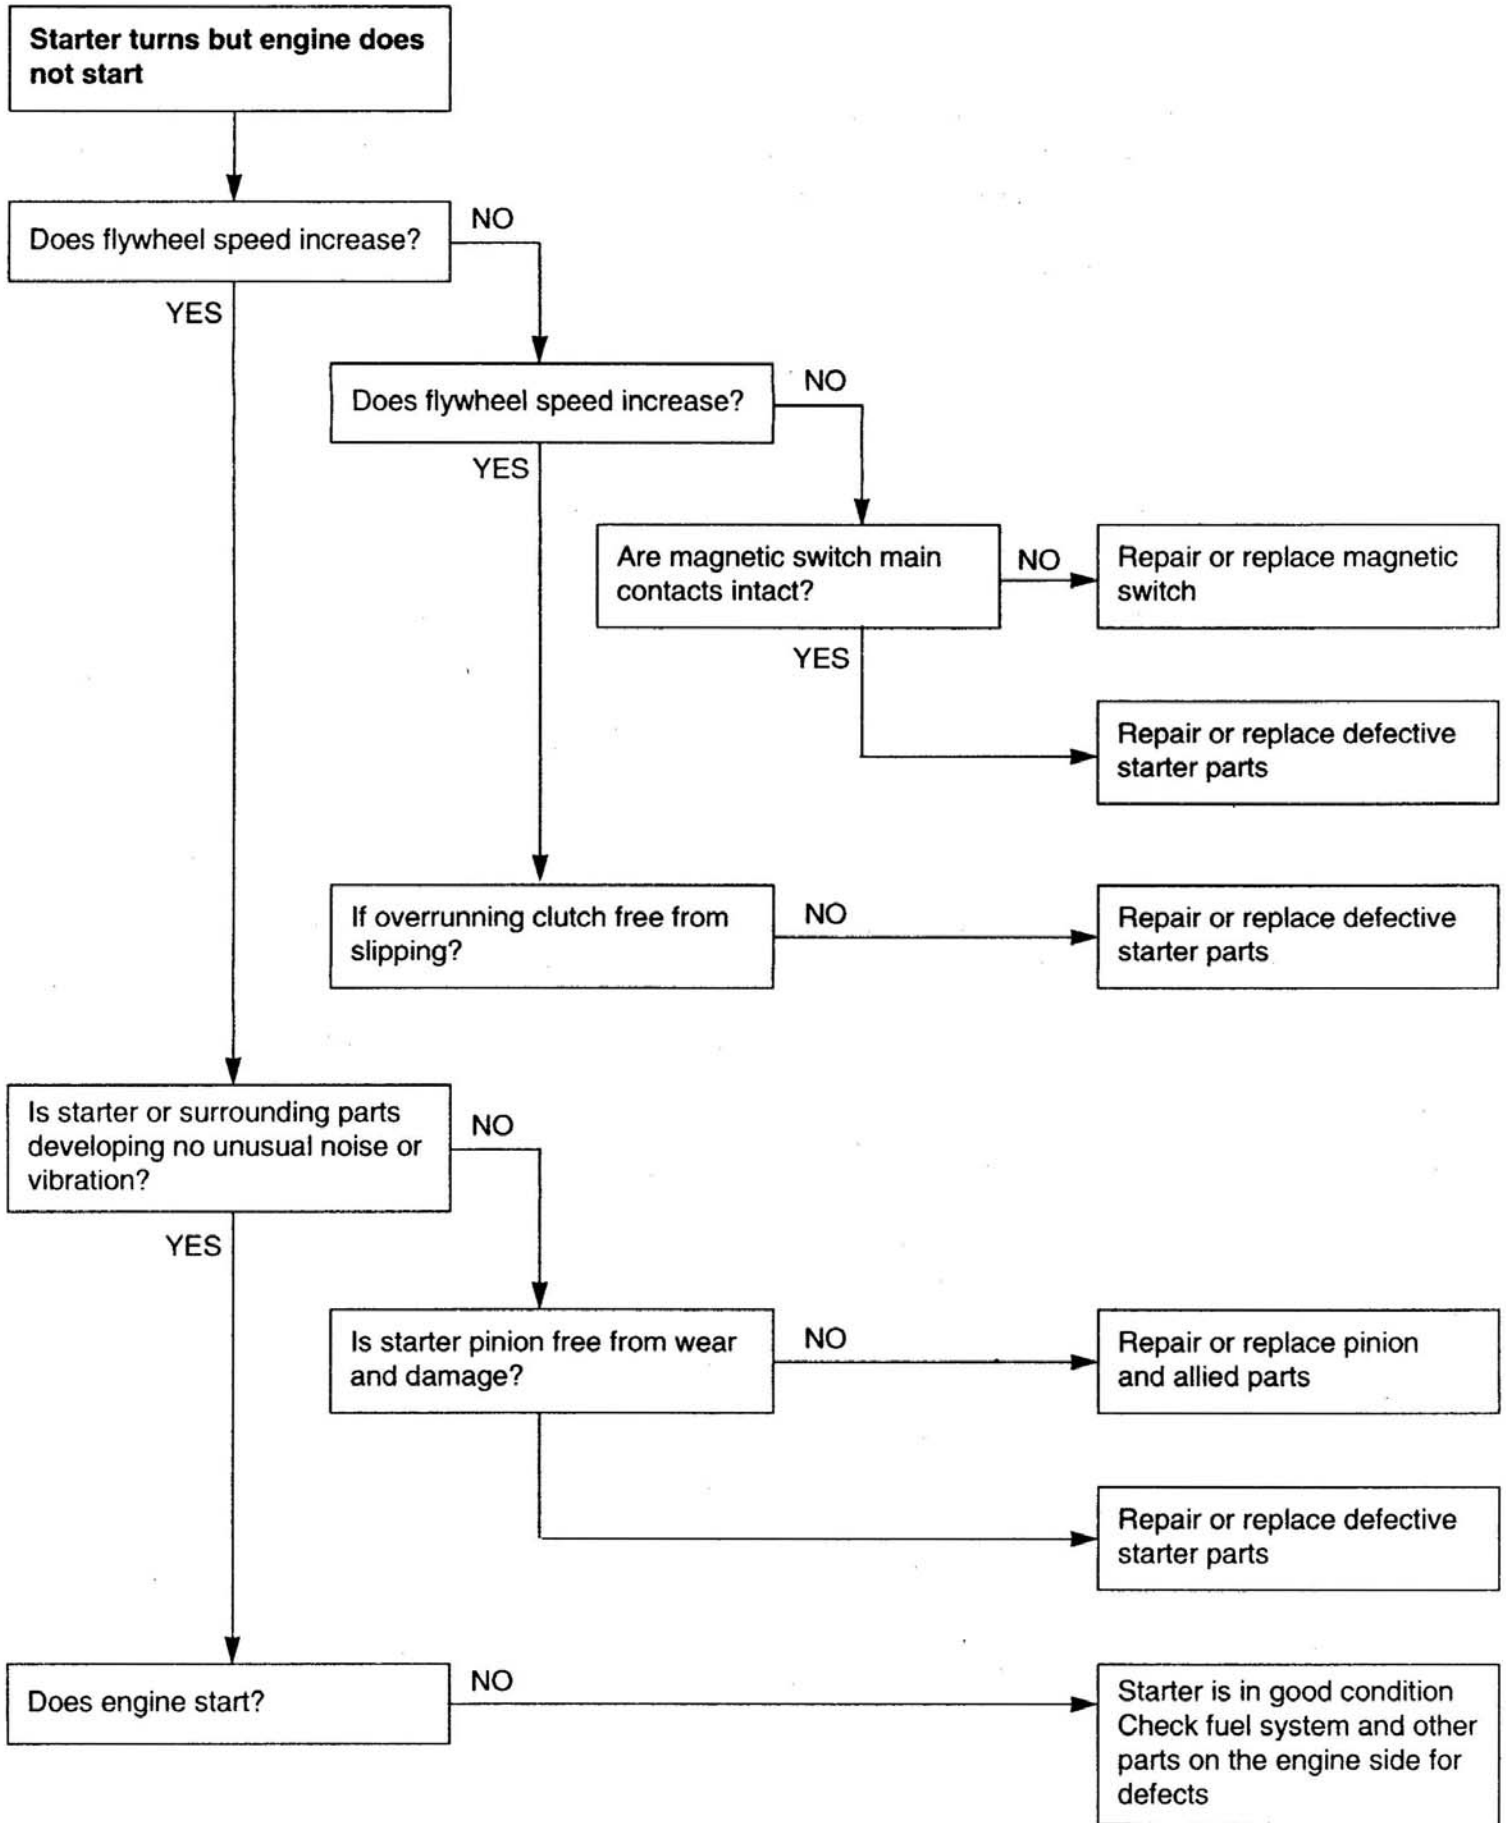 Starter turns but engine does
not start
Does flywheel speed increase?
NO
YES
Does flywheel speed increase?
NO
YES
Are magnetic switch main
contacts intact?
NO
Repair or replace magnetic
switch
YES
Repair or replace defective
starter parts
If overrunning clutch free from
slipping?
NO
Repair or replace defective
starter parts
Is starter or surrounding parts
developing no unusual noise or
vibration?
NO
YES
Is starter pinion free from wear
and damage?
NO
Repair or replace pinion
and allied parts
Repair or replace defective
starter parts
Does engine start?
NO
Starter is in good condition
Check fuel system and other
parts on the engine side for
defects